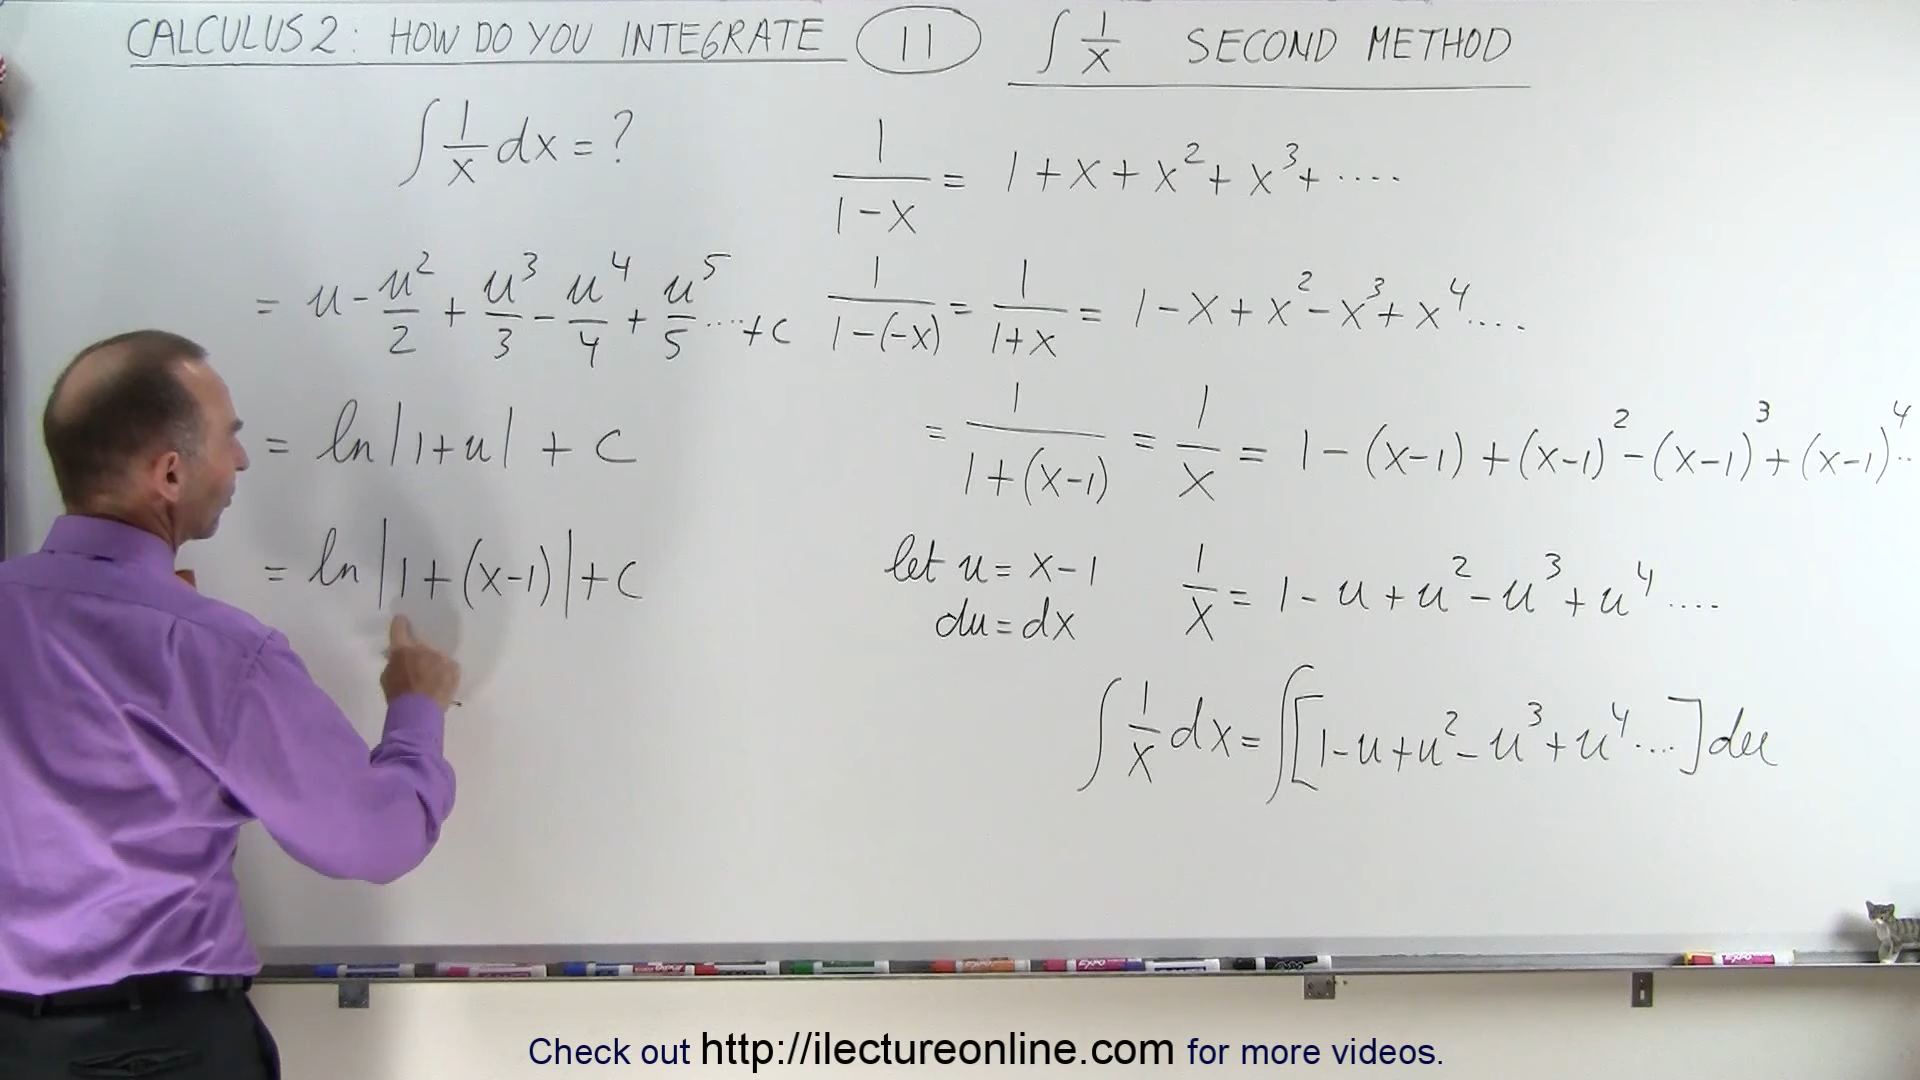 CALCULUS 2: HOW DO YOU INTEGRATE 11 ∫ 1/x SECOND METHOD
∫ 1/x dx = ?
= u - u²/2 + u³/3 - u⁴/4 + u⁵/5 .... + c
= ln |1+u| + c
= ln |1+(x-1)| + c
1/(1-x) = 1 + x + x² + x³ + ....
1/(1-(-x)) = 1/(1+x) = 1 - x + x² - x³ + x⁴ ....
= 1/(1+(x-1)) = 1/x = 1 - (x-1) + (x-1)² - (x-1)³ + (x-1)⁴ ..
let u = x-1
du = dx
1/x = 1 - u + u² - u³ + u⁴ ....
∫ 1/x dx = ∫ [1 - u + u² - u³ + u⁴ ....] du
Check out http://ilectureonline.com for more videos.